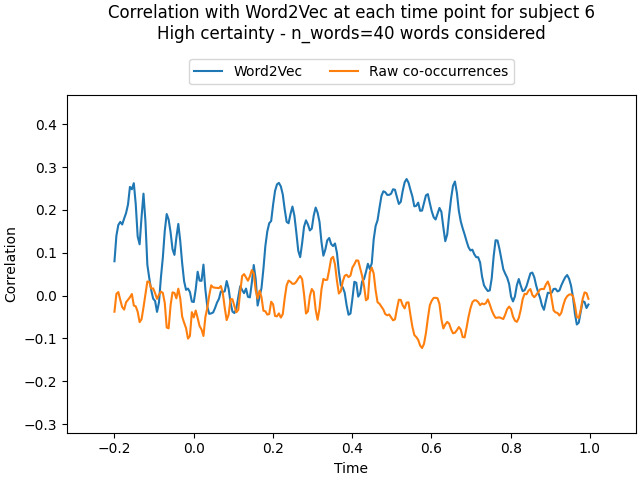 Correlation with Word2Vec at each time point for subject 6
High certainty - n_words=40 words considered
Word2Vec
Raw co-occurrences
Correlation
0.4
0.3
0.2
0.1
0.0
−0.1
−0.2
−0.3
−0.2
0.0
0.2
0.4
0.6
0.8
1.0
Time